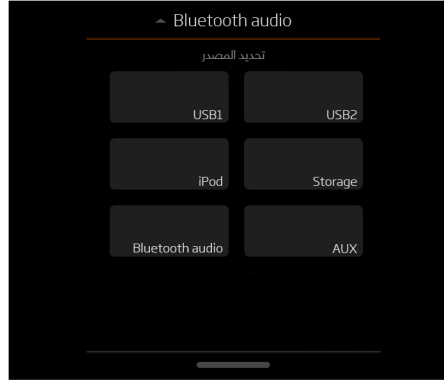 Bluetooth audio
تحديد المصدر
USB1 USB2
iPod Storage
Bluetooth audio AUX